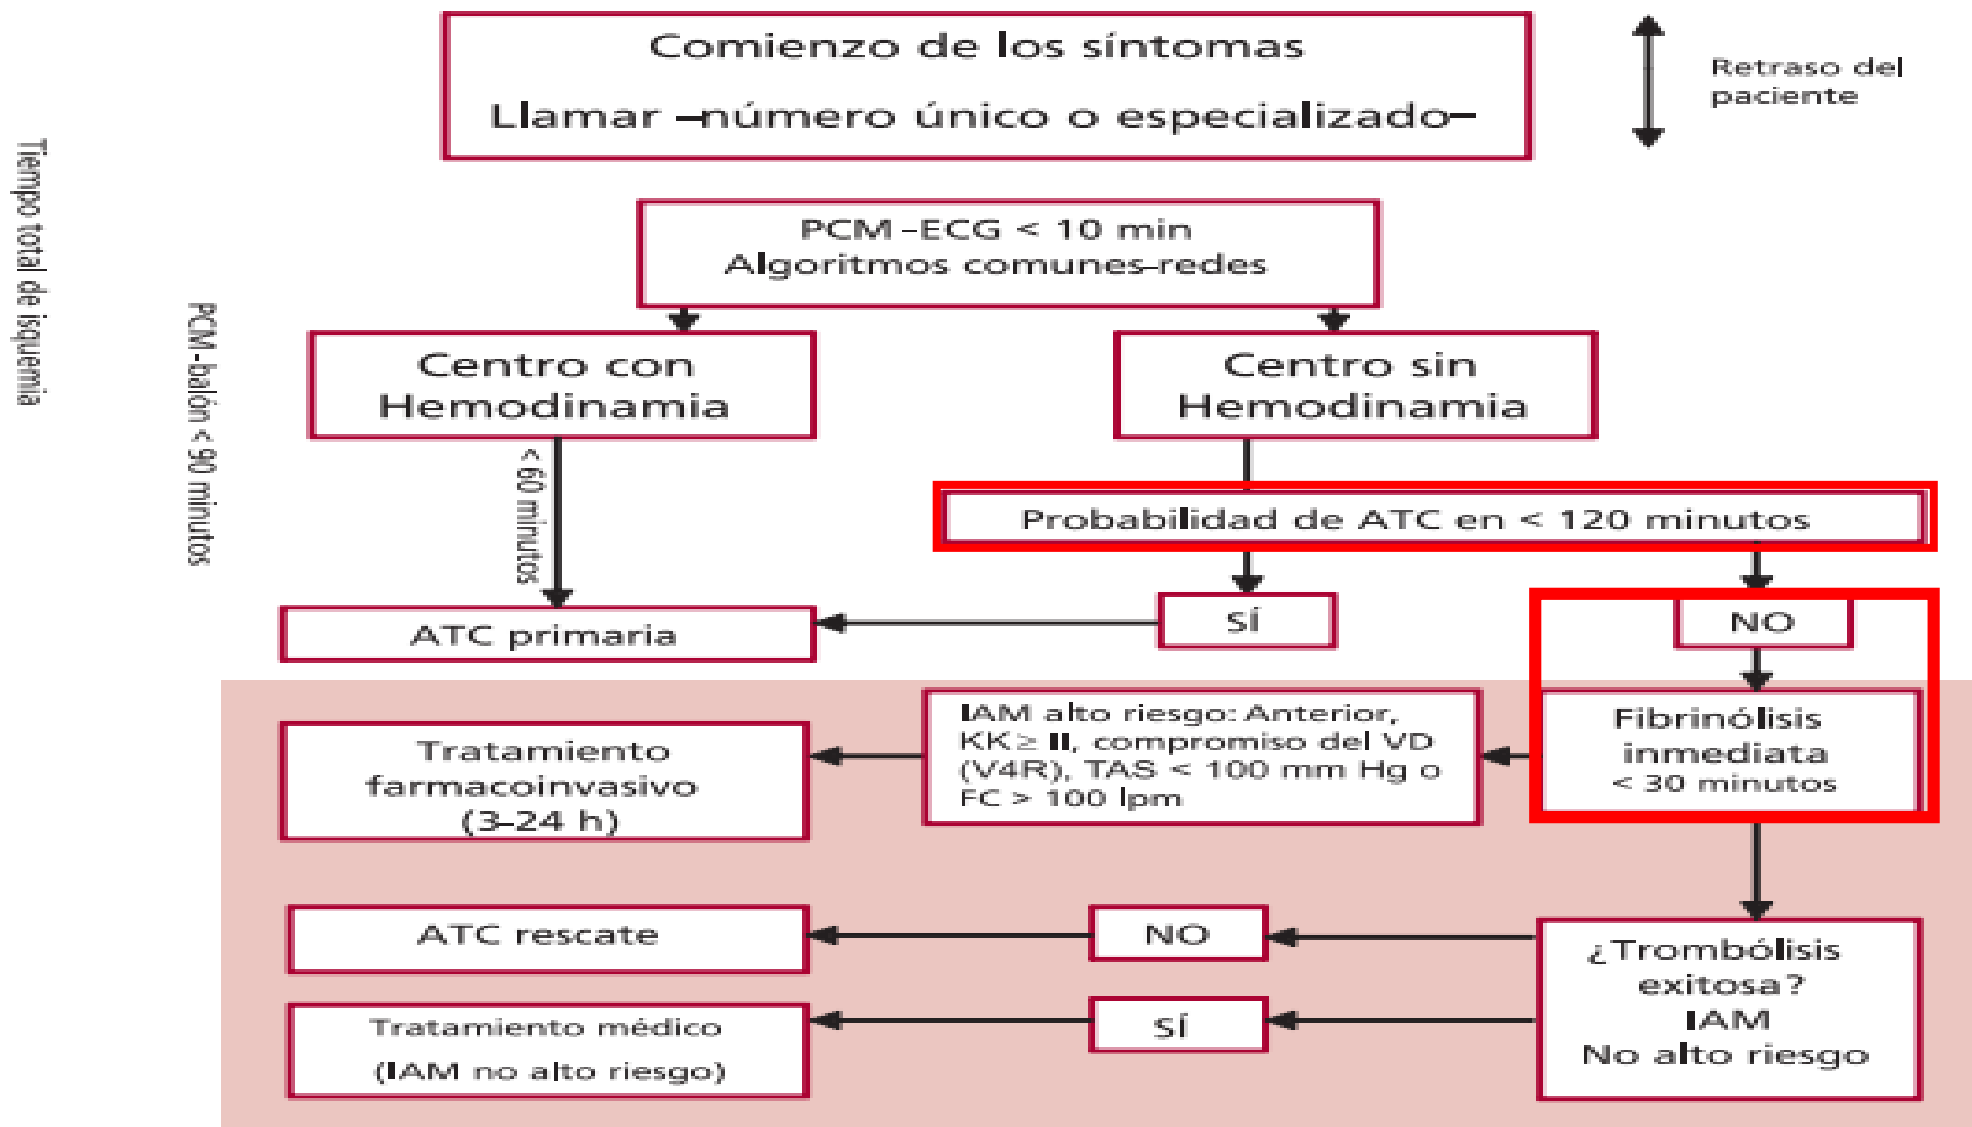 Comienzo de los síntomas
Llamar –número único o especializado–
Retraso del
paciente
Tiempo total de isquemia
PCM-balón < 90 minutos
PCM –ECG < 10 min
Algoritmos comunes-redes
Centro con
Hemodinamia
Centro sin
Hemodinamia
< 60 minutos
Probabilidad de ATC en < 120 minutos
ATC primaria
SÍ
NO
Tratamiento
farmacoinvasivo
(3–24 h)
IAM alto riesgo: Anterior,
KK ≥ II, compromiso del VD
(V4R), TAS < 100 mm Hg o
FC > 100 lpm
Fibrinólisis
inmediata
< 30 minutos
ATC rescate
NO
¿Trombólisis
exitosa?
IAM
No alto riesgo
Tratamiento médico
(IAM no alto riesgo)
SÍ